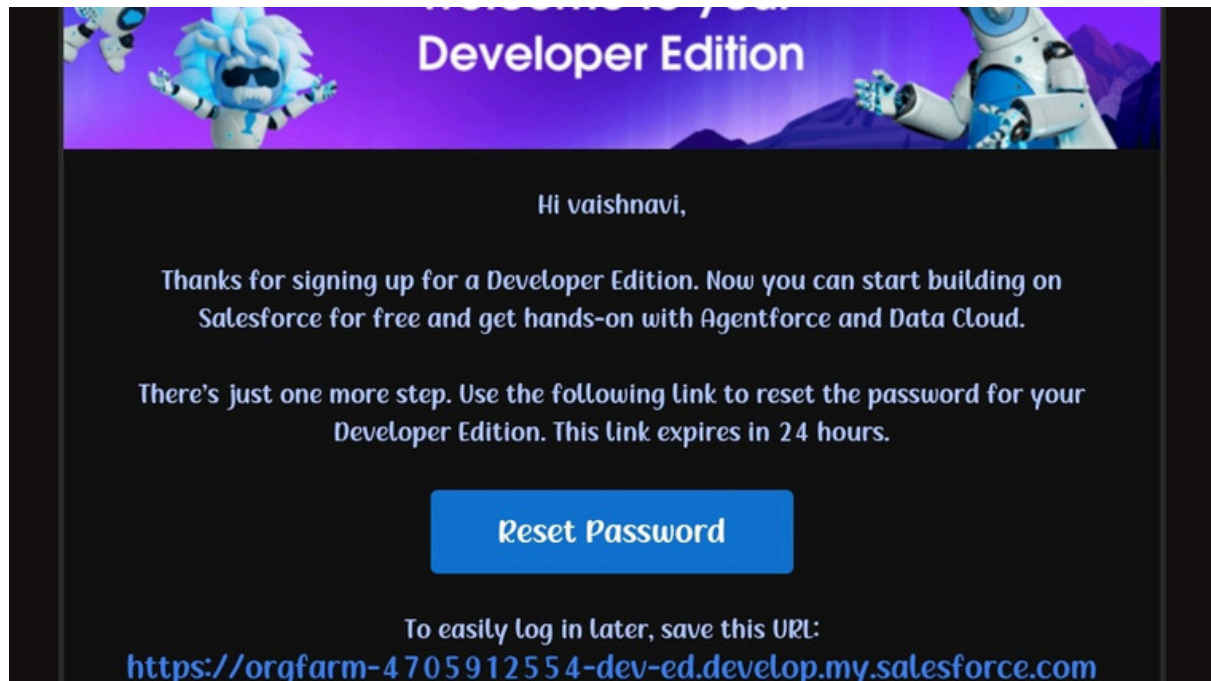 Welcome to your
Developer Edition
Hi vaishnavi,
Thanks for signing up for a Developer Edition. Now you can start building on
Salesforce for free and get hands-on with Agentforce and Data Cloud.
There's just one more step. Use the following link to reset the password for your
Developer Edition. This link expires in 24 hours.
Reset Password
To easily log in later, save this URL:
https://orgfarm-4705912554-dev-ed.develop.my.salesforce.com